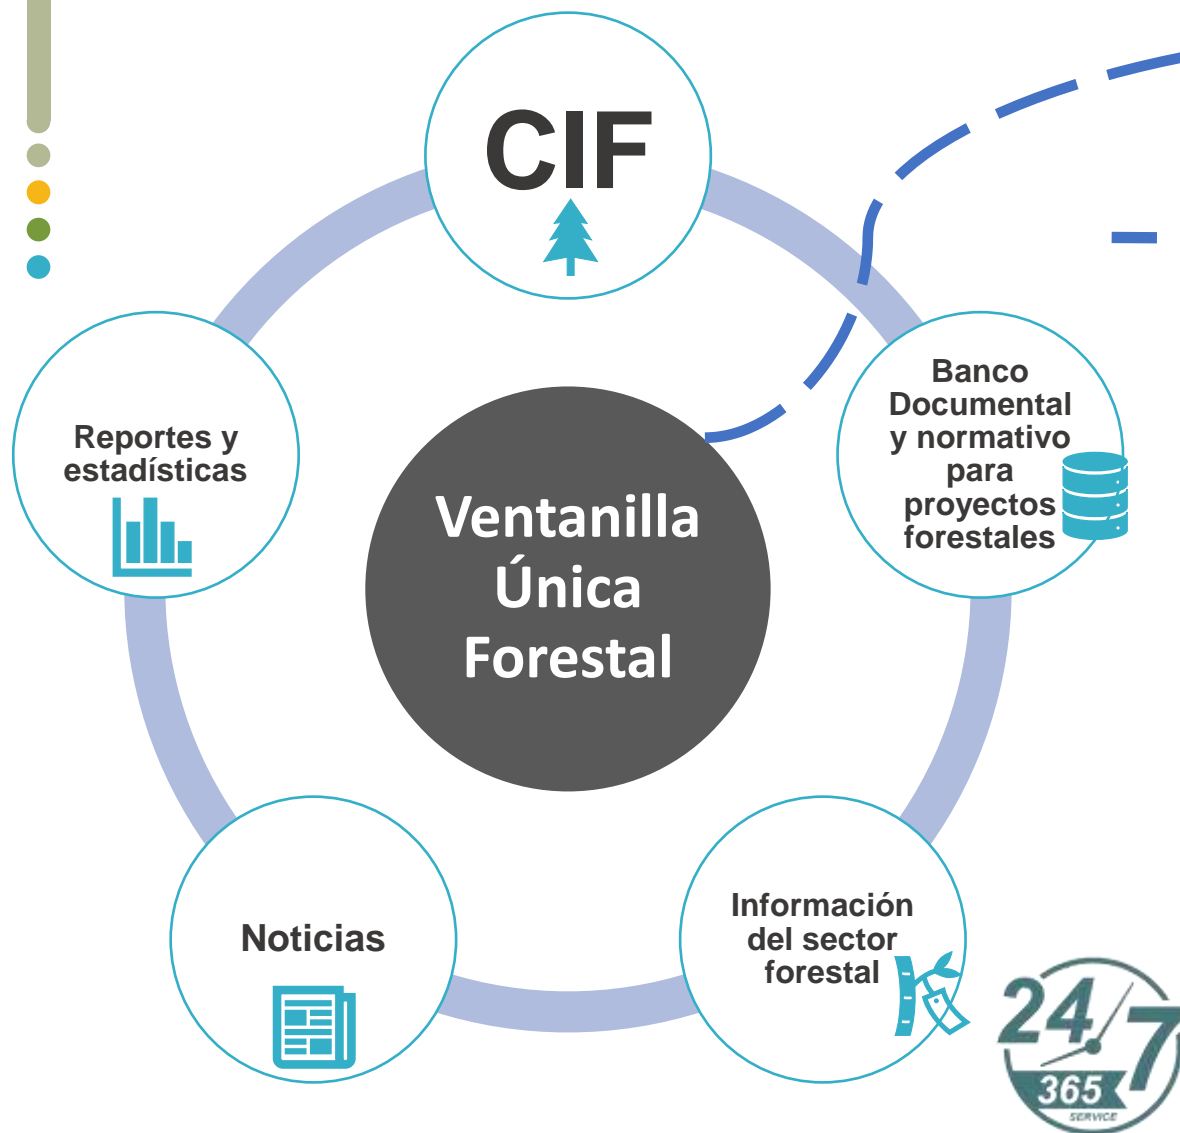 CIF
Banco
Documental
y normativo
para
proyectos
forestales
Reportes y
estadísticas
Ventanilla
Única
Forestal
Información
del sector
forestal
Noticias
24/7
365
SERVICE